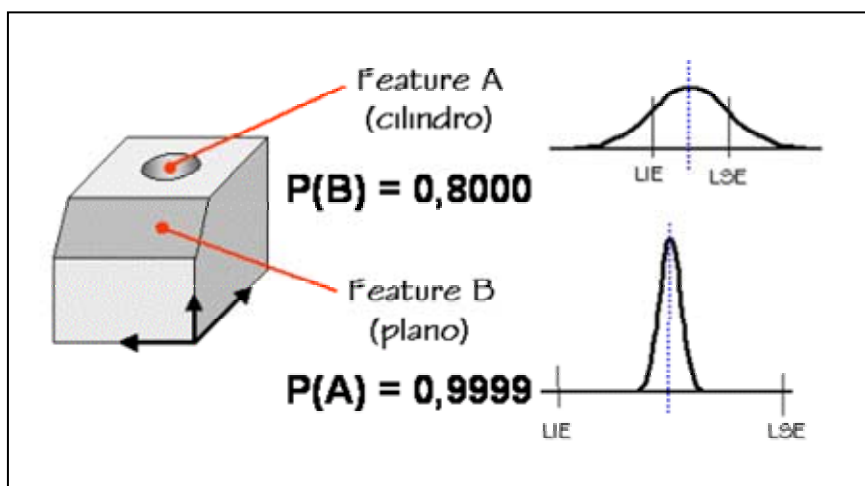 Feature A
(cilindro)
P(B) = 0,8000
LIE
LSE
Feature B
(plano)
P(A) = 0,9999
LIE
LSE